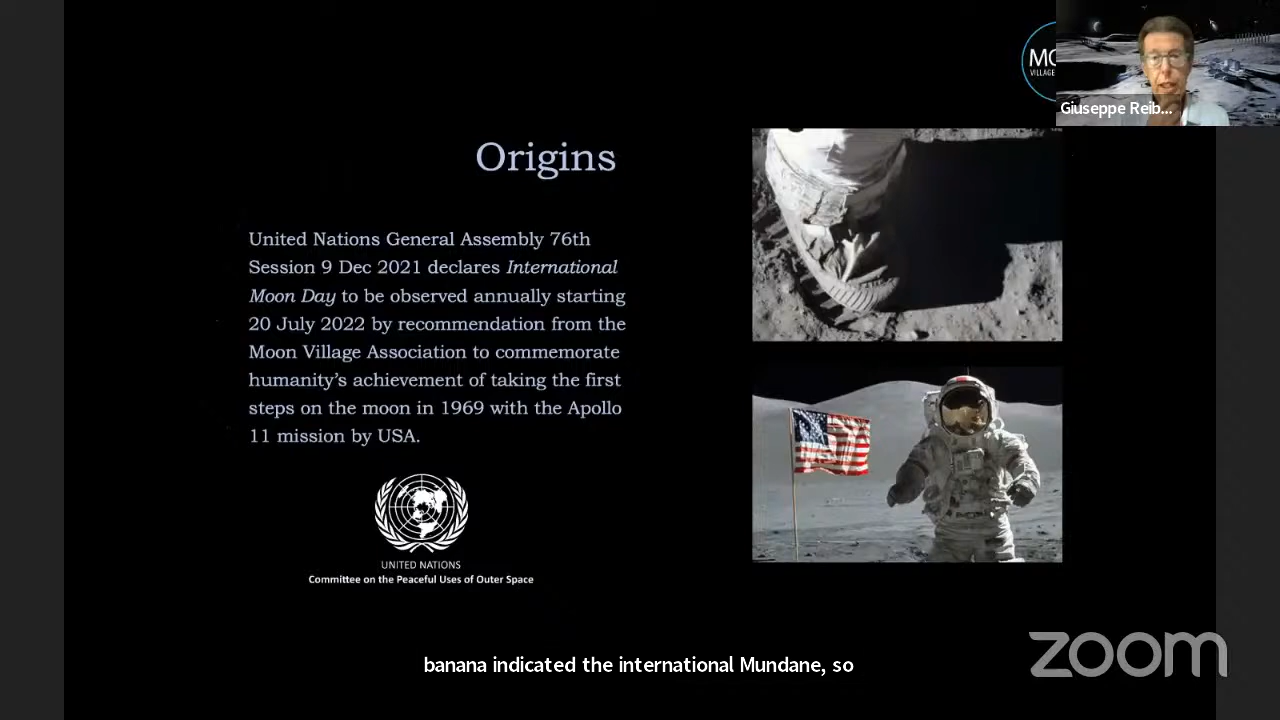 MO
VILLAGE
Giuseppe Reib...
Origins
United Nations General Assembly 76th
Session 9 Dec 2021 declares International
Moon Day to be observed annually starting
20 July 2022 by recommendation from the
Moon Village Association to commemorate
humanity’s achievement of taking the first
steps on the moon in 1969 with the Apollo
11 mission by USA.
UNITED NATIONS
Committee on the Peaceful Uses of Outer Space
banana indicated the international Mundane, so
zoom